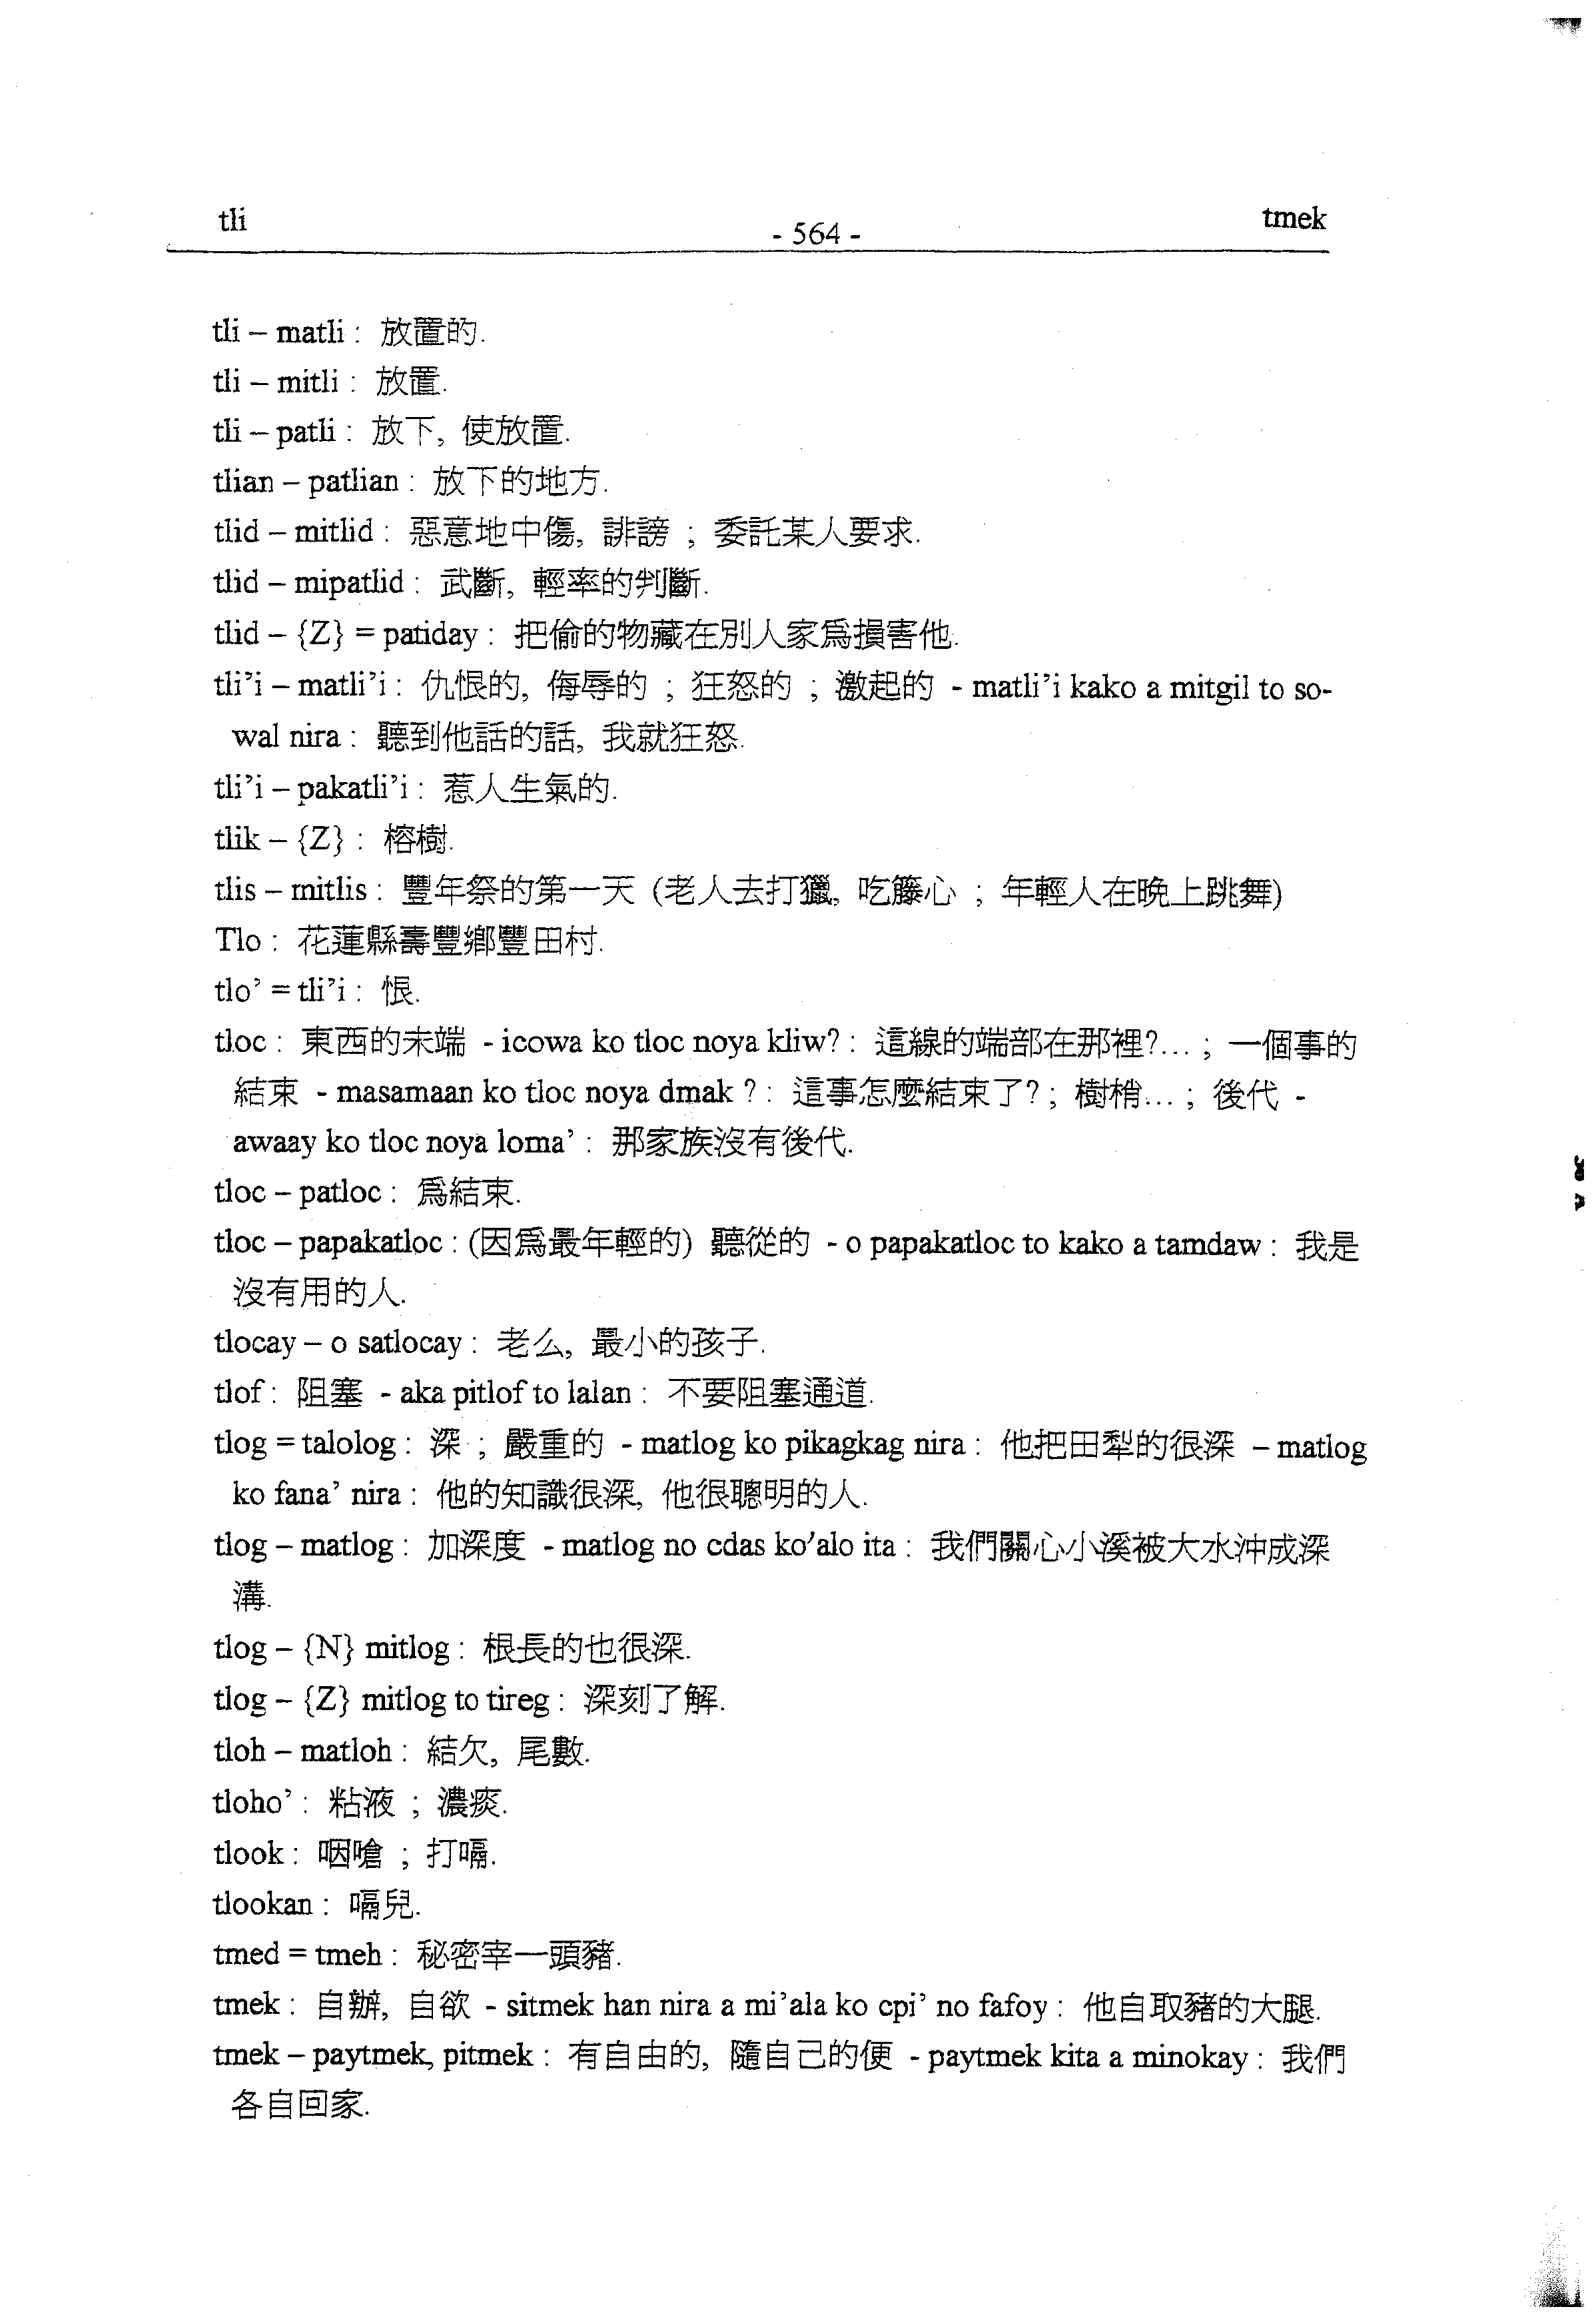 tli
- 564 -
tmek
tli – matli : 放置的.
tli – mitli : 放置.
tli – patli : 放下, 使放置.
tlian – patlian : 放下的地方.
tlid – mitlid : 惡意地中傷, 誹謗 ; 委託某人要求.
tlid – mipatlid : 武斷, 輕率的判斷.
tlid – {Z} = patiday : 把偷的物藏在別人家爲損害他.
tli’i – matli’i : 仇恨的, 侮辱的 ; 狂怒的 ; 激起的 - matli’i kako a mitgil to so-
wal nira : 聽到他話的話, 我就狂怒.
tli’i – pakatli’i : 惹人生氣的.
tlik – {Z} : 榕樹.
tlis – mitlis : 豐年祭的第一天 (老人去打獵, 吃籐心 ; 年輕人在晚上跳舞)
Tlo : 花蓮縣壽豐鄉豐田村.
tlo’ = tli’i : 恨.
tloc : 東西的末端 - icowa ko tloc noya kliw? : 這線的端部在那裡?... ; 一個事的
結束 - masamaan ko tloc noya dmak ? : 這事怎麼結束了? ; 樹梢... ; 後代 -
awaay ko tloc noya loma’ : 那家族沒有後代.
tloc – patloc : 爲結束.
tloc – papakatloc : (因爲最年輕的) 聽從的 - o papakatloc to kako a tamdaw : 我是
沒有用的人.
tlocay – o satlocay : 老么, 最小的孩子.
tlof : 阻塞 - aka pitlof to lalan : 不要阻塞通道.
tlog = talolog : 深 ; 嚴重的 - matlog ko pikagkag nira : 他把田犁的很深 – matlog
ko fana’ nira : 他的知識很深, 他很聰明的人.
tlog – matlog : 加深度 - matlog no cdas ko’alo ita : 我們關心小溪被大水沖成深
溝.
tlog – {N} mitlog : 根長的也很深.
tlog – {Z} mitlog to tireg : 深刻了解.
tloh – matloh : 結欠, 尾數.
tloho’ : 粘液 ; 濃痰.
tlook : 咽嗆 ; 打嗝.
tlookan : 嗝兒.
tmed = tmeh : 秘密宰一頭豬.
tmek : 自辦, 自欲 - sitmek han nira a mi’ala ko cpi’ no fafoy : 他自取豬的大腿.
tmek – paytmek, pitmek : 有自由的, 隨自己的便 - paytmek kita a minokay : 我們
各自回家.